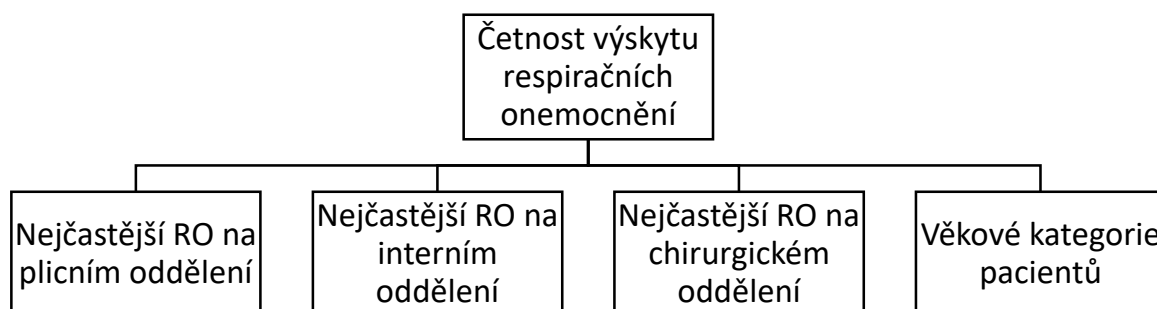 Četnost výskytu
respiračních
onemocnění
Nejčastější RO na
plicním oddělení
Nejčastější RO na
interním
oddělení
Nejčastější RO na
chirurgickém
oddělení
Věkové kategorie
pacientů